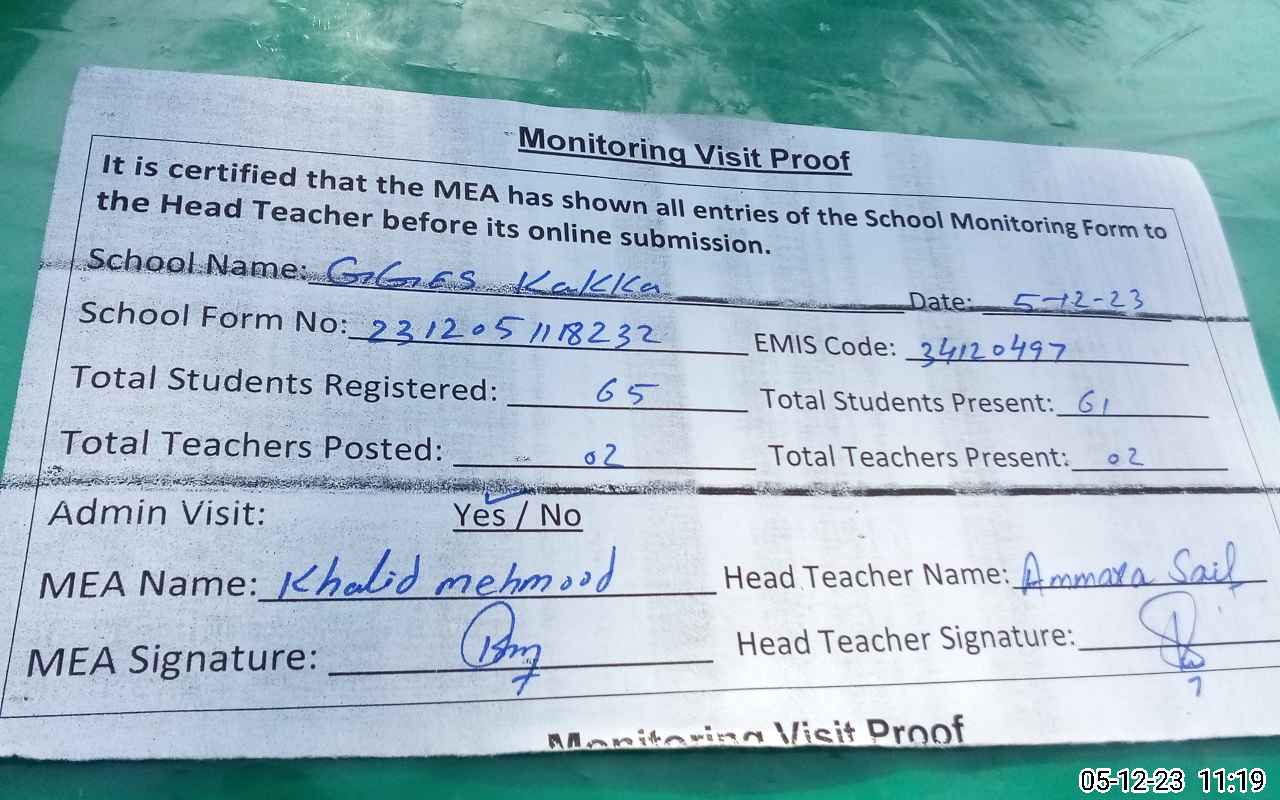 Monitoring Visit Proof
It is certified that the MEA has shown all entries of the School Monitoring Form to
the Head Teacher before its online submission.
School Name: GGES Kakka Date: 5-12-23
School Form No: 2312051118232 EMIS Code: 34120497
Total Students Registered: 65 Total Students Present: 61
Total Teachers Posted: 02 Total Teachers Present: 02
Admin Visit: Yes / No
MEA Name: Khalid mehmood Head Teacher Name: Ammara Saif
MEA Signature: Head Teacher Signature:
Monitoring Visit Proof
05-12-23 11:19